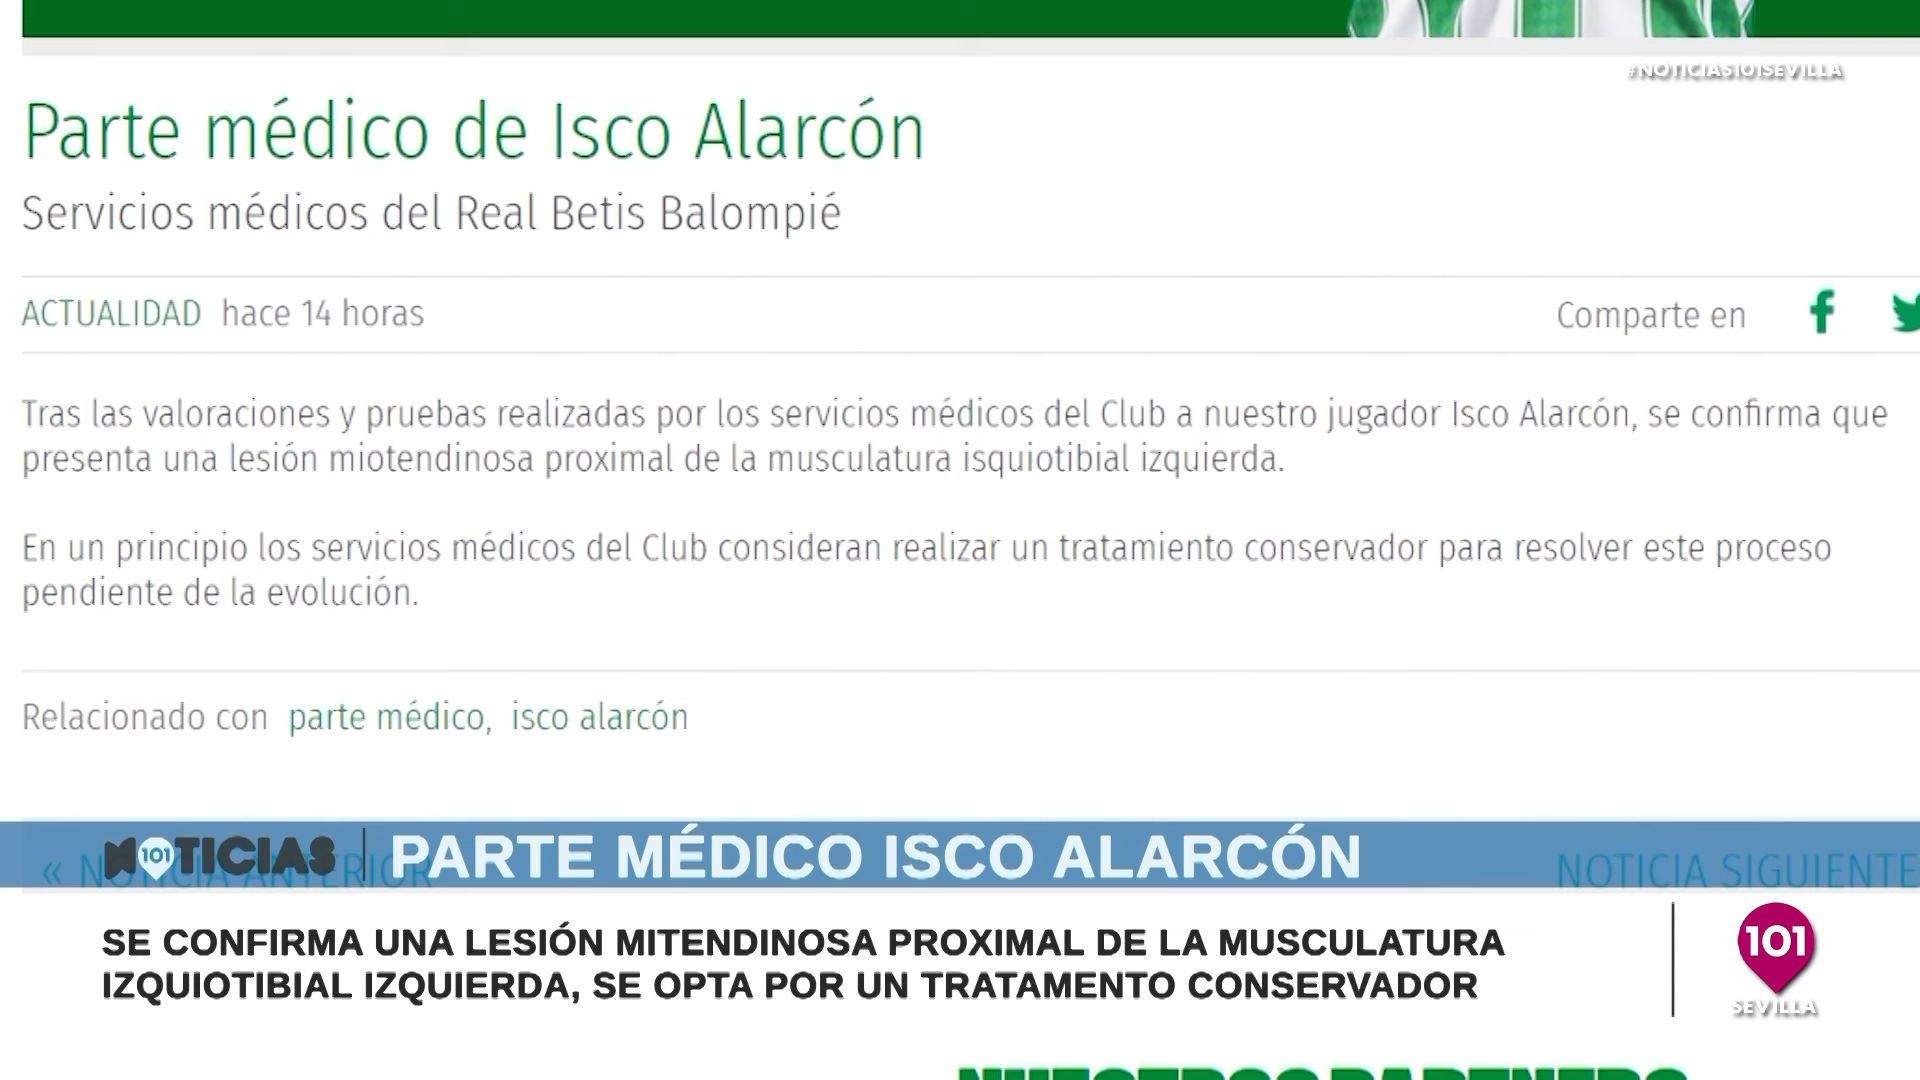 #NOTICIAS101SEVILLA
Parte médico de Isco Alarcón
Servicios médicos del Real Betis Balompié
ACTUALIDAD hace 14 horas
Comparte en
Tras las valoraciones y pruebas realizadas por los servicios médicos del Club a nuestro jugador Isco Alarcón, se confirma que
presenta una lesión miotendinosa proximal de la musculatura isquiotibial izquierda.
En un principio los servicios médicos del Club consideran realizar un tratamiento conservador para resolver este proceso
pendiente de la evolución.
Relacionado con parte médico, isco alarcón
« NOTICIA ANTERIOR
NOTICIA SIGUIENTE
NOTICIAS 101
PARTE MÉDICO ISCO ALARCÓN
SE CONFIRMA UNA LESIÓN MITENDINOSA PROXIMAL DE LA MUSCULATURA
IZQUIOTIBIAL IZQUIERDA, SE OPTA POR UN TRATAMENTO CONSERVADOR
101
SEVILLA
NUESTROS PARTNERS